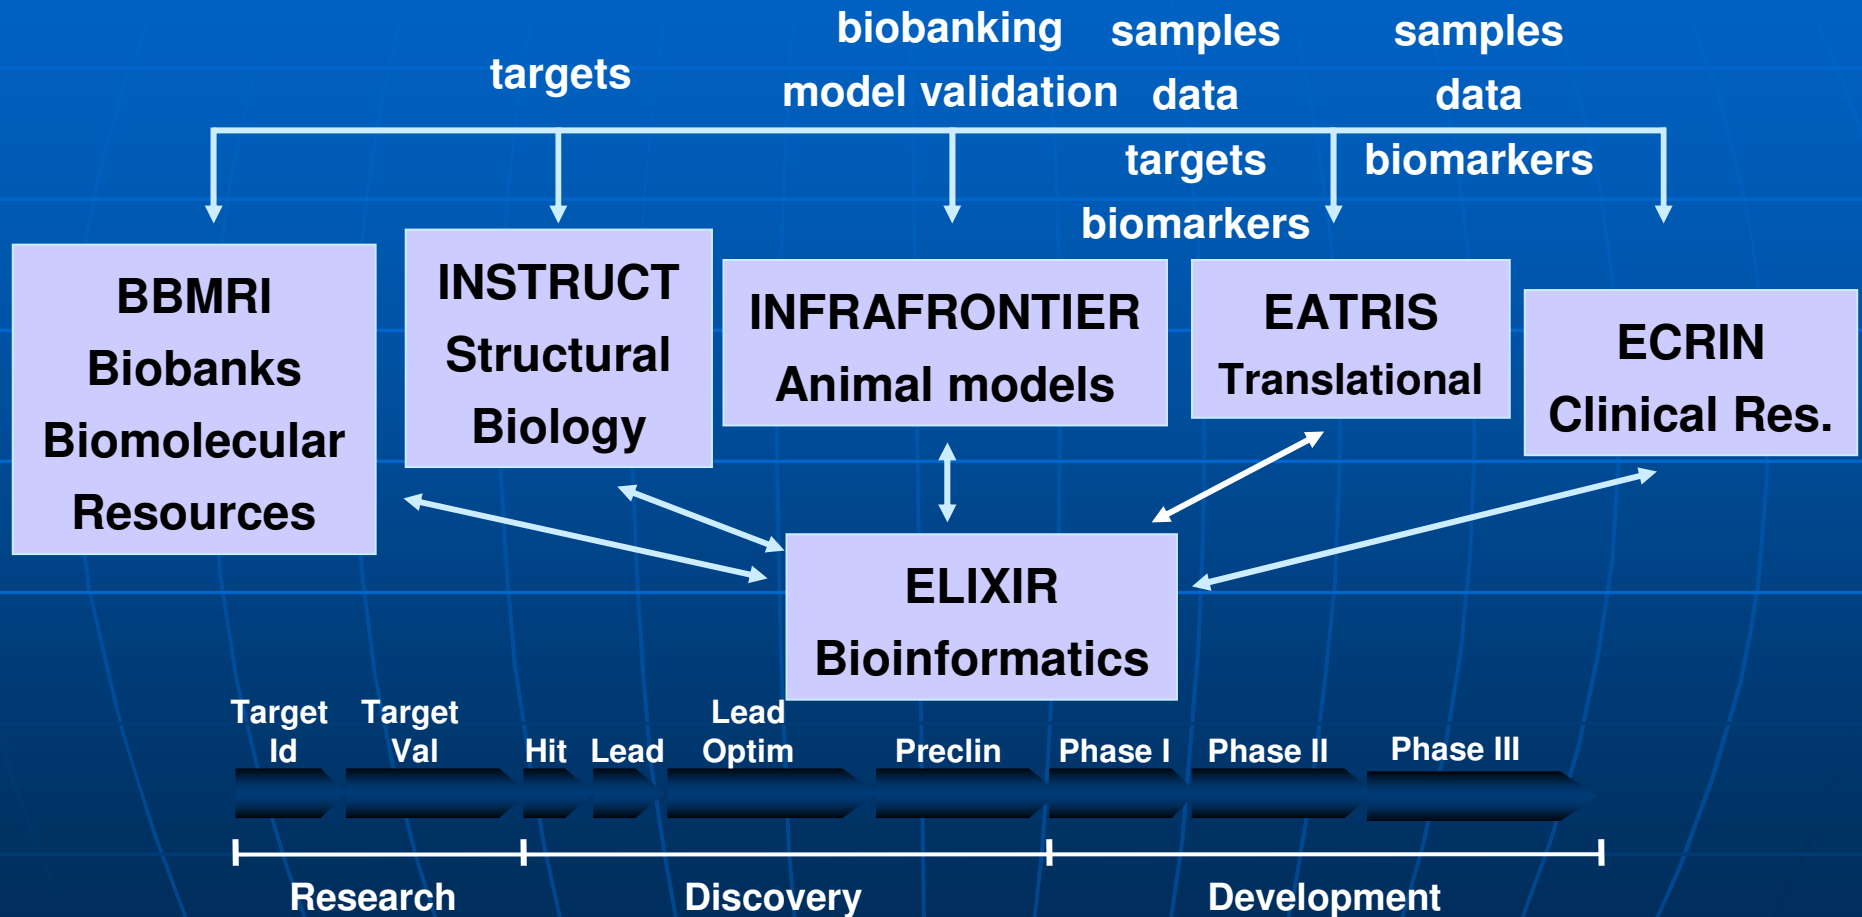 targets
biobanking
model validation
samples
data
targets
biomarkers
samples
data
biomarkers
BBMRI
Biobanks
Biomolecular
Resources
INSTRUCT
Structural
Biology
INFRAFRONTIER
Animal models
EATRIS
Translational
ECRIN
Clinical Res.
ELIXIR
Bioinformatics
Target
Id
Target
Val
Hit
Lead
Lead
Optim
Preclin
Phase I
Phase II
Phase III
Research
Discovery
Development